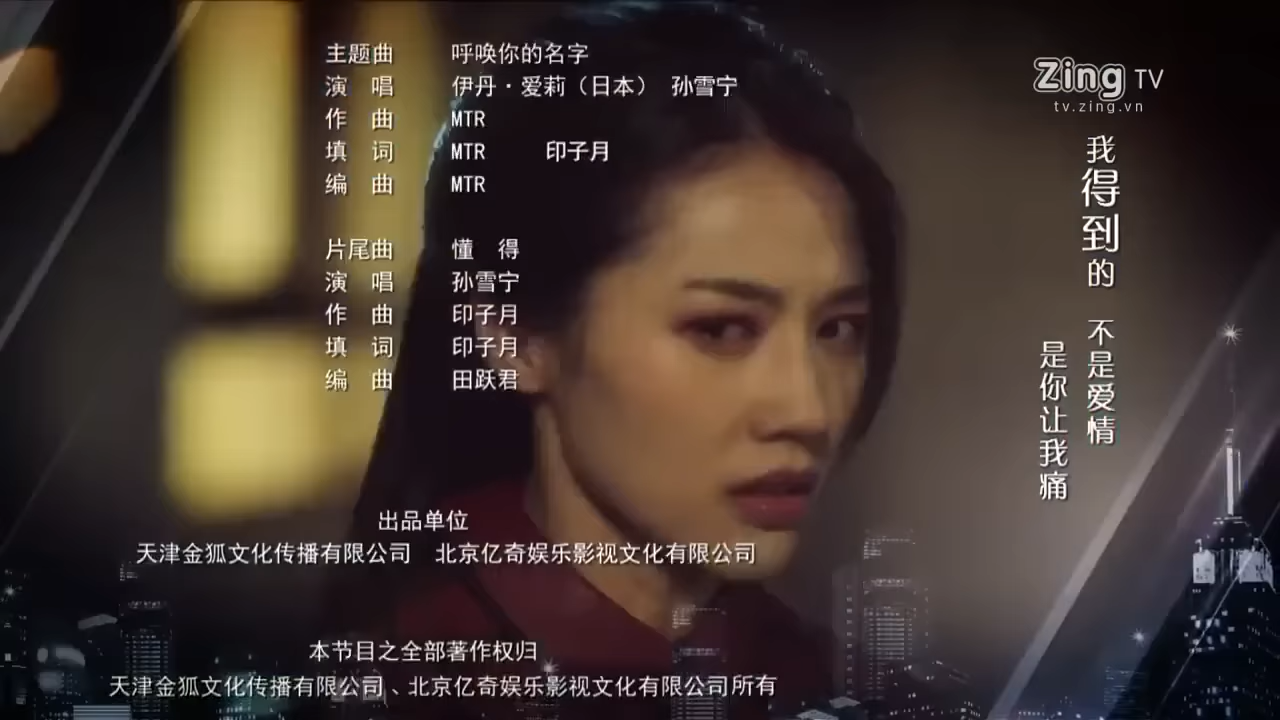 主题曲 呼唤你的名字
演 唱 伊丹·爱莉（日本） 孙雪宁
作 曲 MTR
填 词 MTR 印子月
编 曲 MTR
片尾曲 懂 得
演 唱 孙雪宁
作 曲 印子月
填 词 印子月
编 曲 田跃君
出品单位
天津金狐文化传播有限公司 北京亿奇娱乐影视文化有限公司
本节目之全部著作权归
天津金狐文化传播有限公司、北京亿奇娱乐影视文化有限公司所有
Zing TV
tv.zing.vn
我得到的 不是爱情
是你让我痛